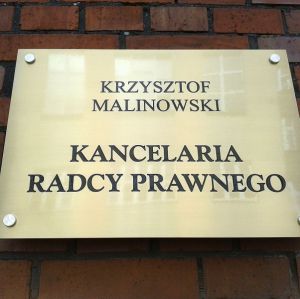 KRZYSZTOF
MALINOWSKI
KANCELARIA
RADCY PRAWNEGO